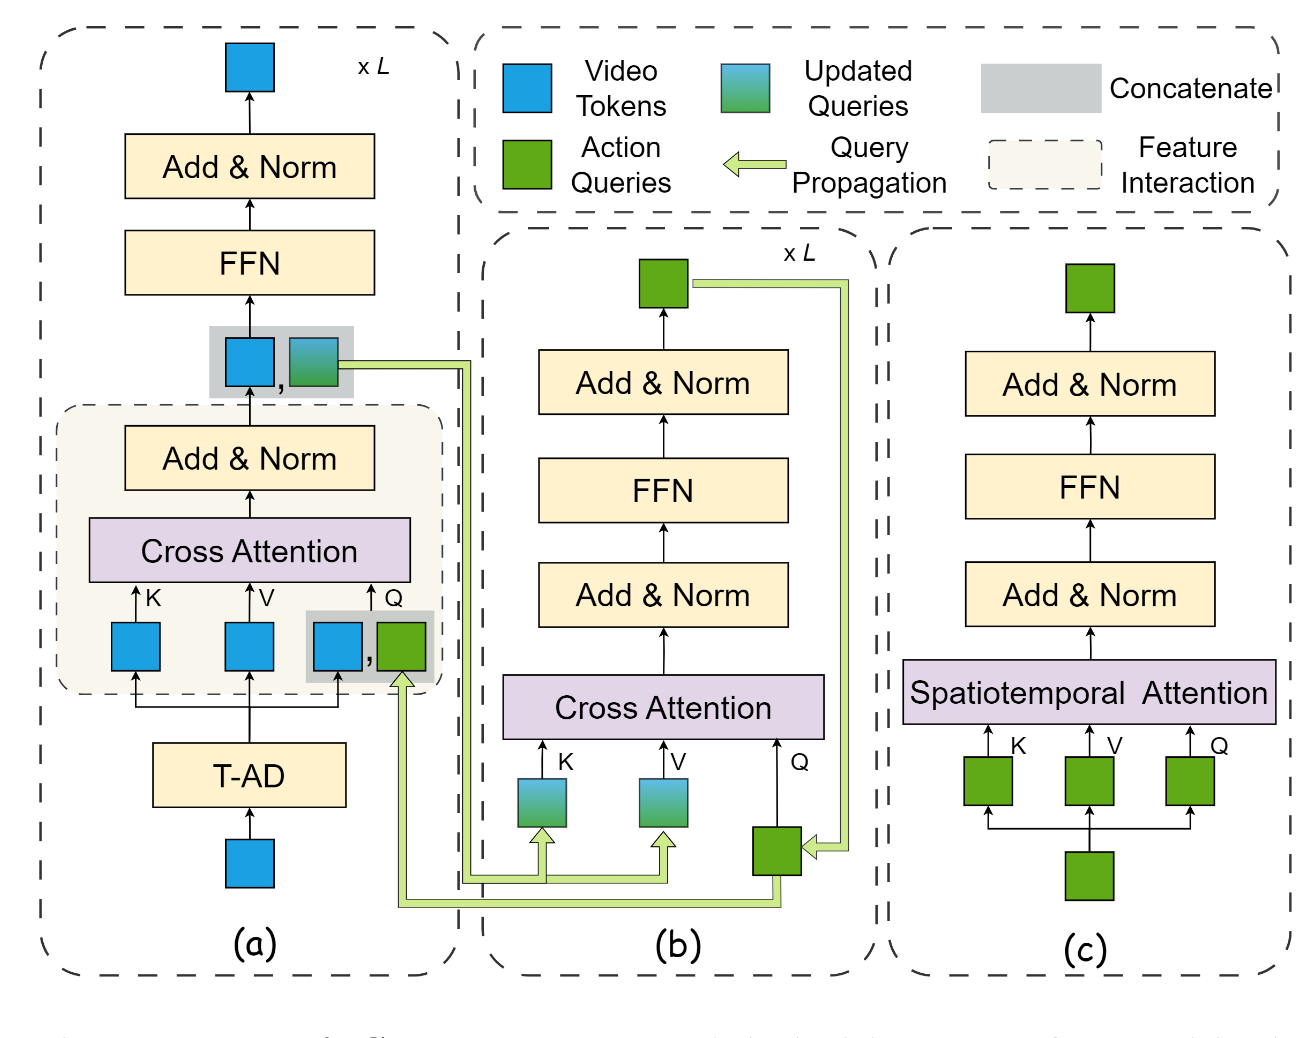 x L
Add & Norm
FFN
,
Add & Norm
Cross Attention
K
V
Q
,
T-AD
(a)
Video
Tokens
Updated
Queries
Concatenate
Action
Queries
Query
Propagation
Feature
Interaction
x L
Add & Norm
FFN
Add & Norm
Cross Attention
K
V
Q
(b)
Add & Norm
FFN
Add & Norm
Spatiotemporal Attention
K
V
Q
(c)